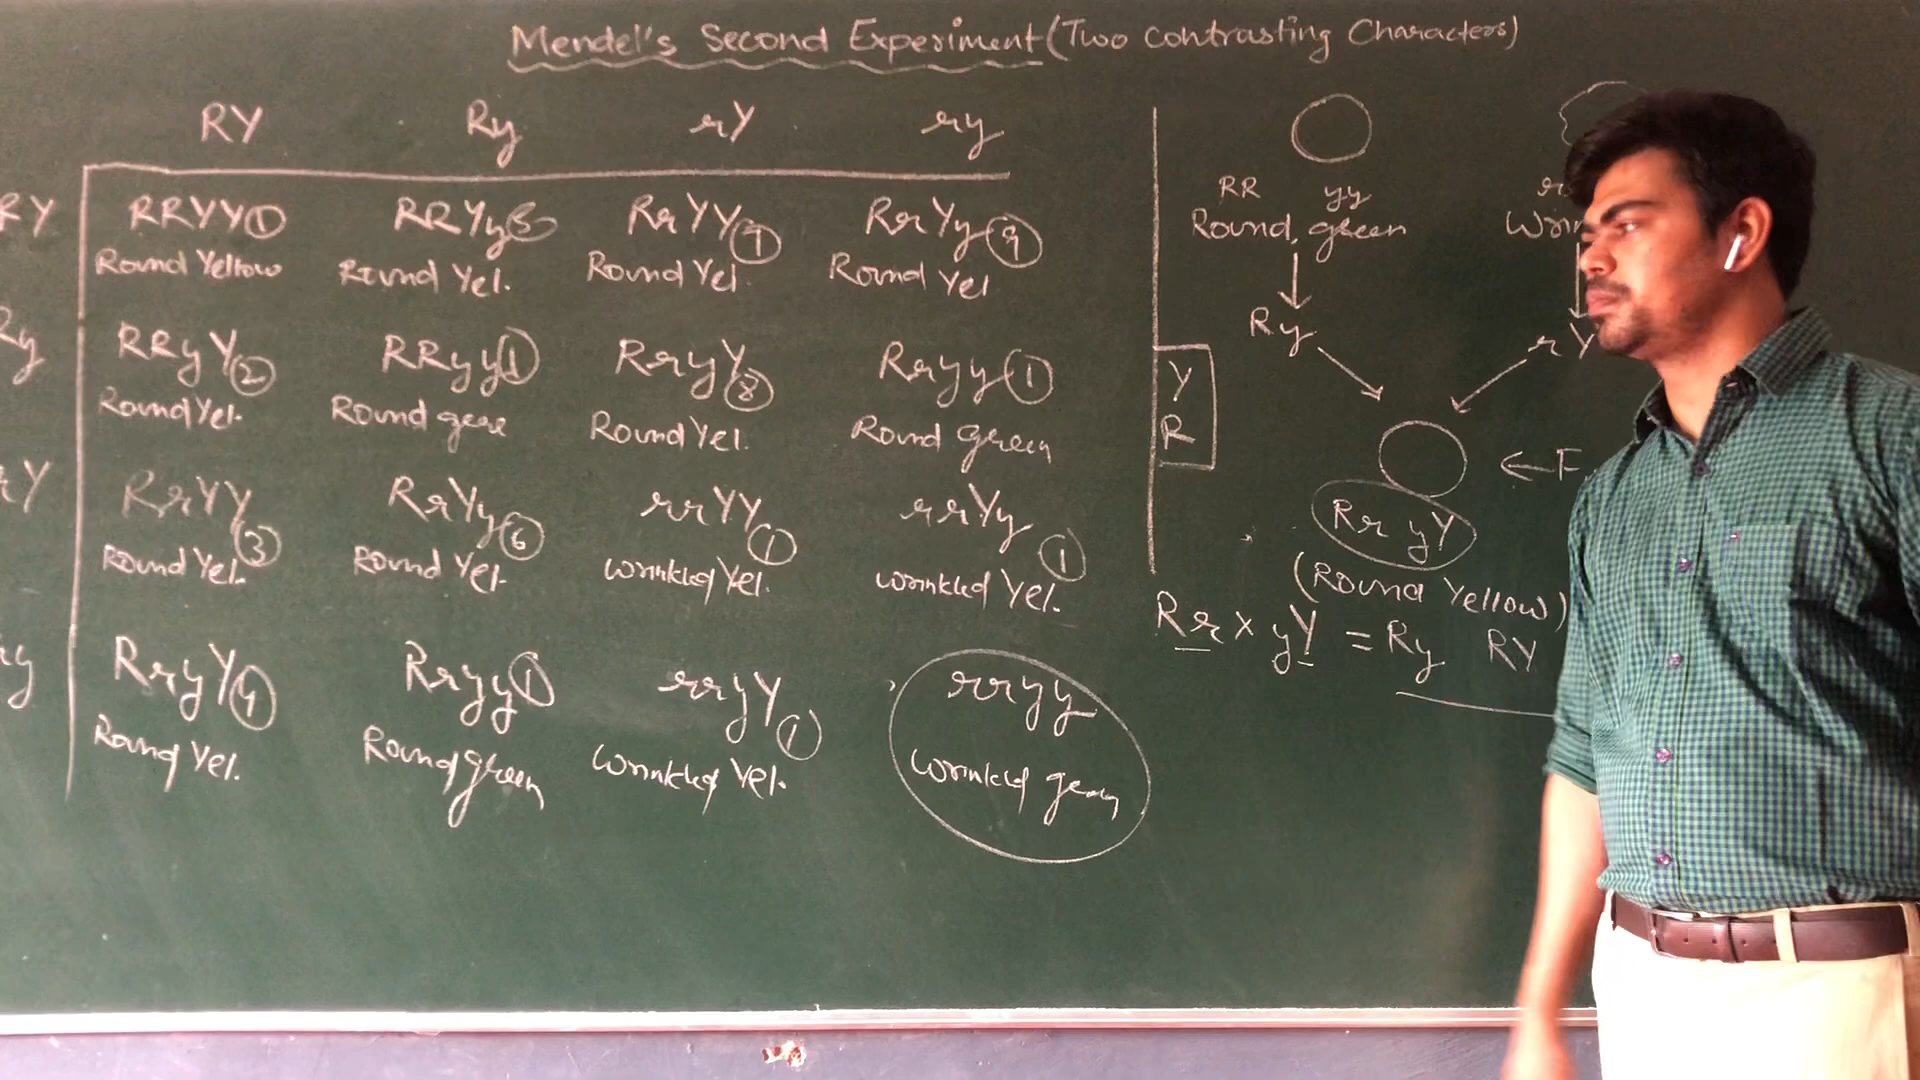 Mendel's Second Experiment (Two Contrasting Characters)
RY Ry rY ry
RY RRYY ① RRYy 5 RrYY ⑦ RrYy ⑨
Round Yellow Round Yel. Round Yel Round Yel
Ry RRyY ② RRyy ① RryY ⑧ Rryy ①
Round Yel. Round Round Yel. Round green
rY RrYY ③ RrYy ⑥ rrYY ① rrYy ①
Round Yel. Round Yel. wrinkled Yel. wrinkled Yel.
ry RryY ④ Rryy ① rryY ① rryy
Round Yel. Round green wrinkled Yel. wrinkled
RR yy
Round, green
Ry rY
Y
R
←F
Rr yY
(Round Yellow)
Rr x yY = Ry RY